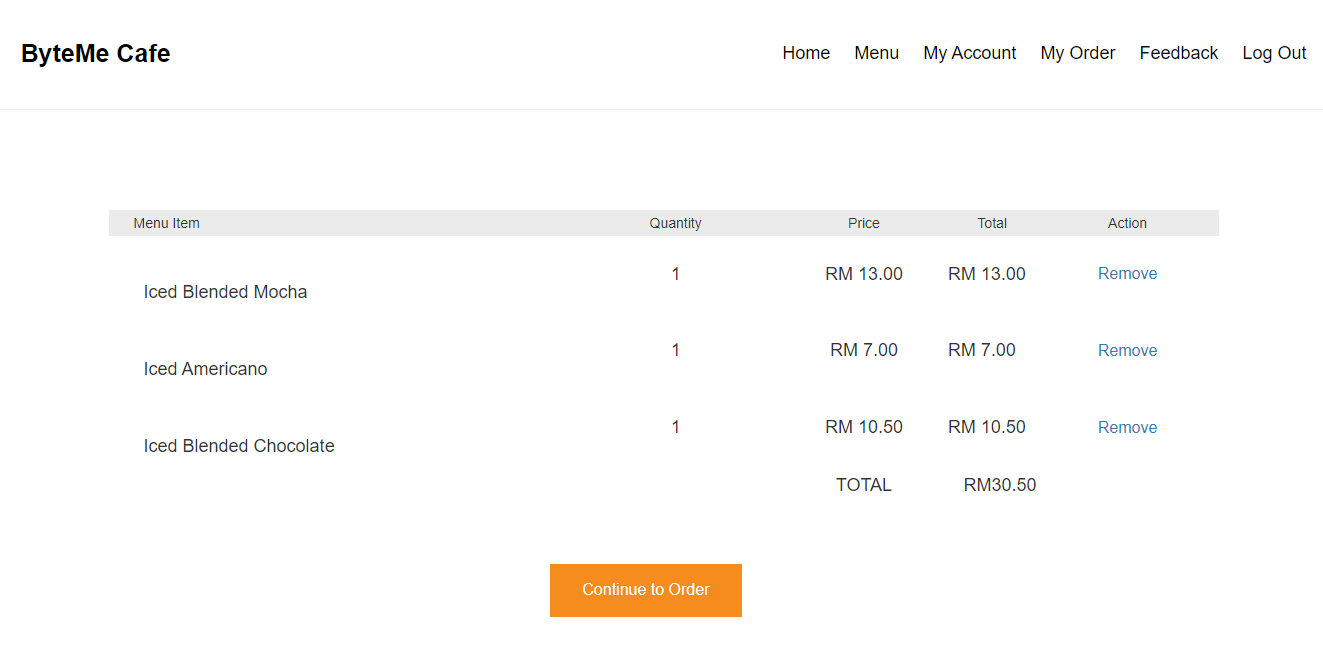 ByteMe Cafe
Home Menu My Account My Order Feedback Log Out
Menu Item Quantity Price Total Action
Iced Blended Mocha 1 RM 13.00 RM 13.00 Remove
Iced Americano 1 RM 7.00 RM 7.00 Remove
Iced Blended Chocolate 1 RM 10.50 RM 10.50 Remove
TOTAL RM30.50
Continue to Order